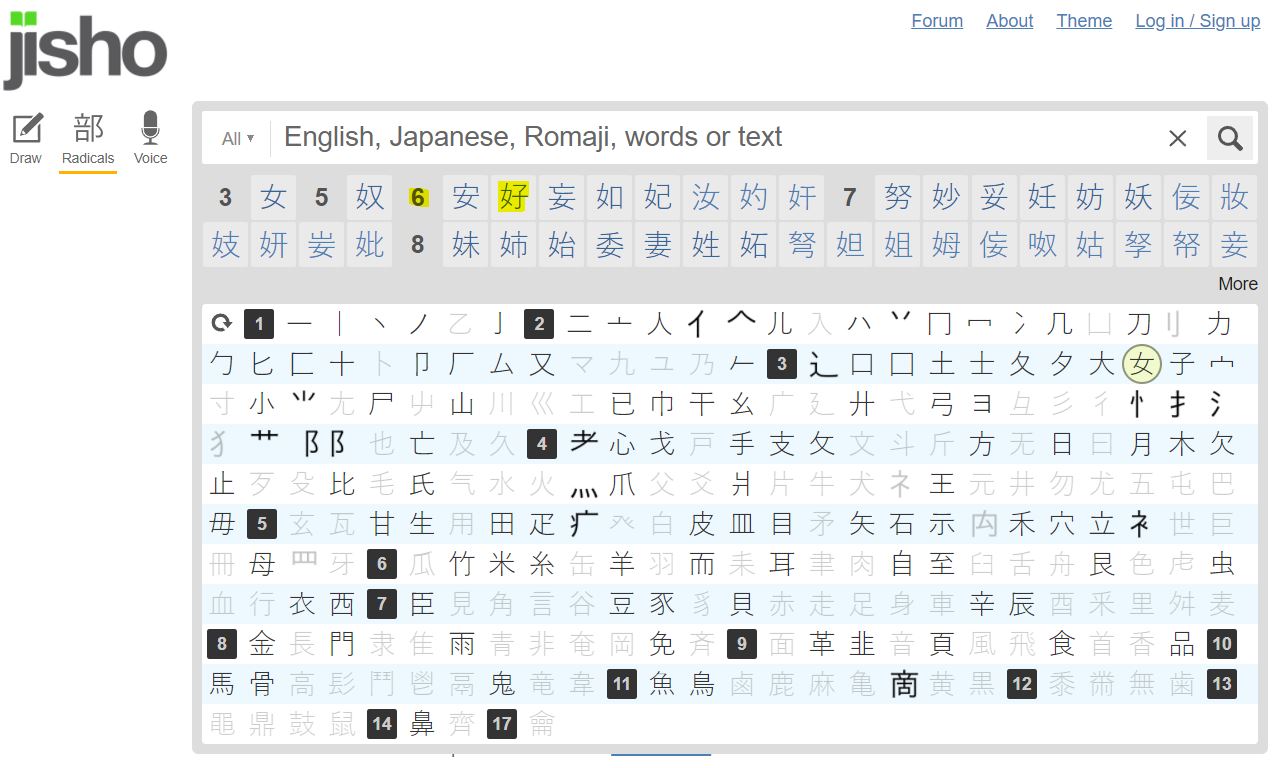 jisho
Forum About Theme Log in / Sign up
Draw 部 Radicals Voice
All ▾ English, Japanese, Romaji, words or text
3 女 5 奴 6 安 好 妄 如 妃 汝 妁 奸 7 努 妙 妥 妊 妨 妖 佞 妝
妓 妍 妛 妣 8 妹 姉 始 委 妻 姓 妬 弩 妲 姐 姆 侫 呶 姑 孥 帑 妾
More
1 一 ｜ 丶 ノ 乙 亅 2 二 亠 人 亻 𠆢 儿 入 ハ 丷 冂 冖 冫 几 凵 刀 刂 力
勹 匕 匚 十 卜 卩 厂 厶 又 マ 九 ユ 乃 𠂉 3 ⻌ 口 囗 土 士 夂 夕 大 女 子 宀
寸 小 ⺌ 尢 尸 屮 山 川 巛 工 已 巾 干 幺 广 廴 廾 弋 弓 ヨ 彑 彡 彳 忄 扌 氵
犭 艹 ⻏ ⻖ 也 亡 及 久 4 耂 心 戈 戸 手 支 攵 文 斗 斤 方 无 日 曰 月 木 欠
止 歹 殳 比 毛 氏 气 水 火 灬 爪 父 爻 爿 片 牛 犬 礻 王 元 井 勿 尤 五 屯 巴
毋 5 玄 瓦 甘 生 用 田 疋 疒 癶 白 皮 皿 目 矛 矢 石 示 禸 禾 穴 立 衤 世 巨
冊 母 罒 牙 6 瓜 竹 米 糸 缶 羊 羽 而 耒 耳 聿 肉 自 至 臼 舌 舟 艮 色 虍 虫
血 行 衣 西 7 臣 見 角 言 谷 豆 豕 豸 貝 赤 走 足 身 車 辛 辰 酉 釆 里 舛 麦
8 金 長 門 隶 隹 雨 青 非 奄 岡 免 斉 9 面 革 韭 音 頁 風 飛 食 首 香 品 10
馬 骨 高 髟 鬥 鬯 鬲 鬼 竜 韋 11 魚 鳥 鹵 鹿 麻 亀 啇 黄 黒 12 黍 黹 無 歯 13
黽 鼎 鼓 鼠 14 鼻 齊 17 龠